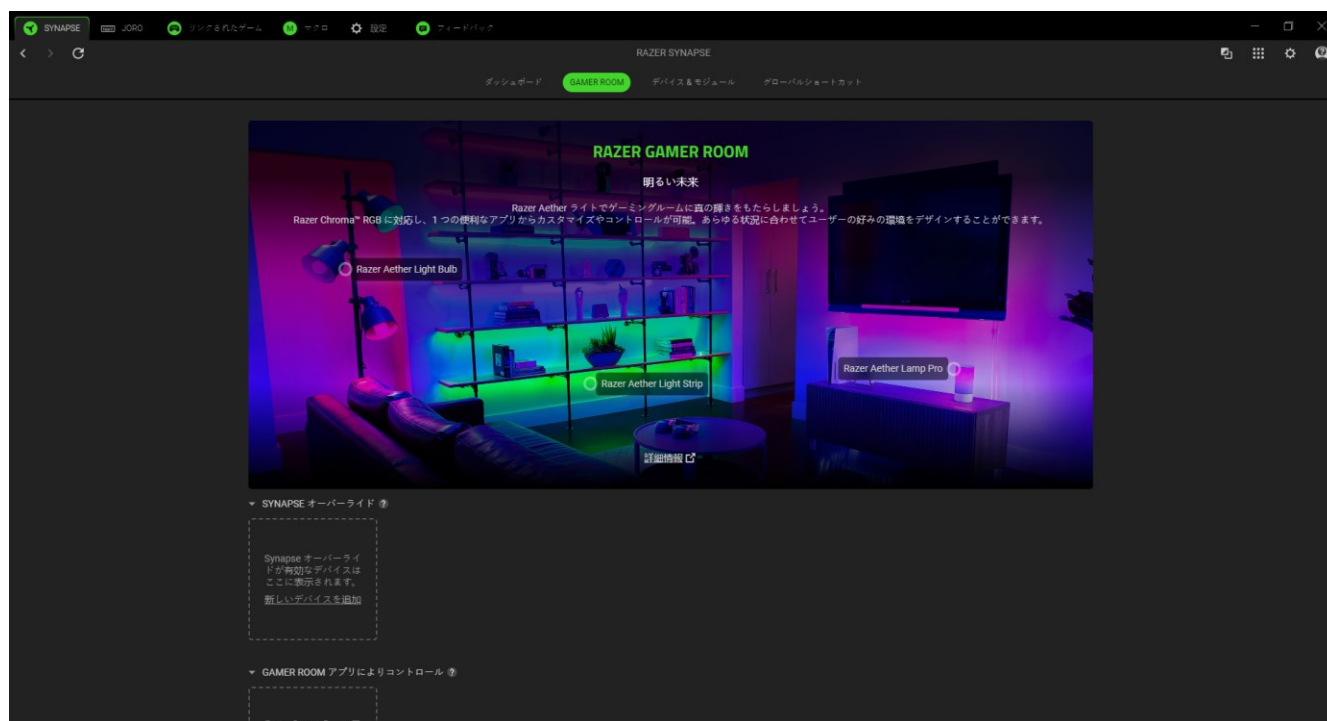 SYNAPSE
JORO
リンクされたゲーム
マクロ
設定
フィードバック
RAZER SYNAPSE
ダッシュボード
GAMER ROOM
デバイス & モジュール
グローバルショートカット
RAZER GAMER ROOM
明るい未来
Razer Aether ライトでゲーミングルームに真の輝きをもたらしましょう。
Razer Chroma™ RGB に対応し、1 つの便利なアプリからカスタマイズやコントロールが可能。あらゆる状況に合わせてユーザーの好みの環境をデザインすることができます。
Razer Aether Light Bulb
Razer Aether Lamp Pro
Razer Aether Light Strip
詳細情報
SYNAPSE オーバーライド
Synapse オーバーライ
ドが有効なデバイスは
ここに表示されます。
新しいデバイスを追加
GAMER ROOM アプリによりコントロール